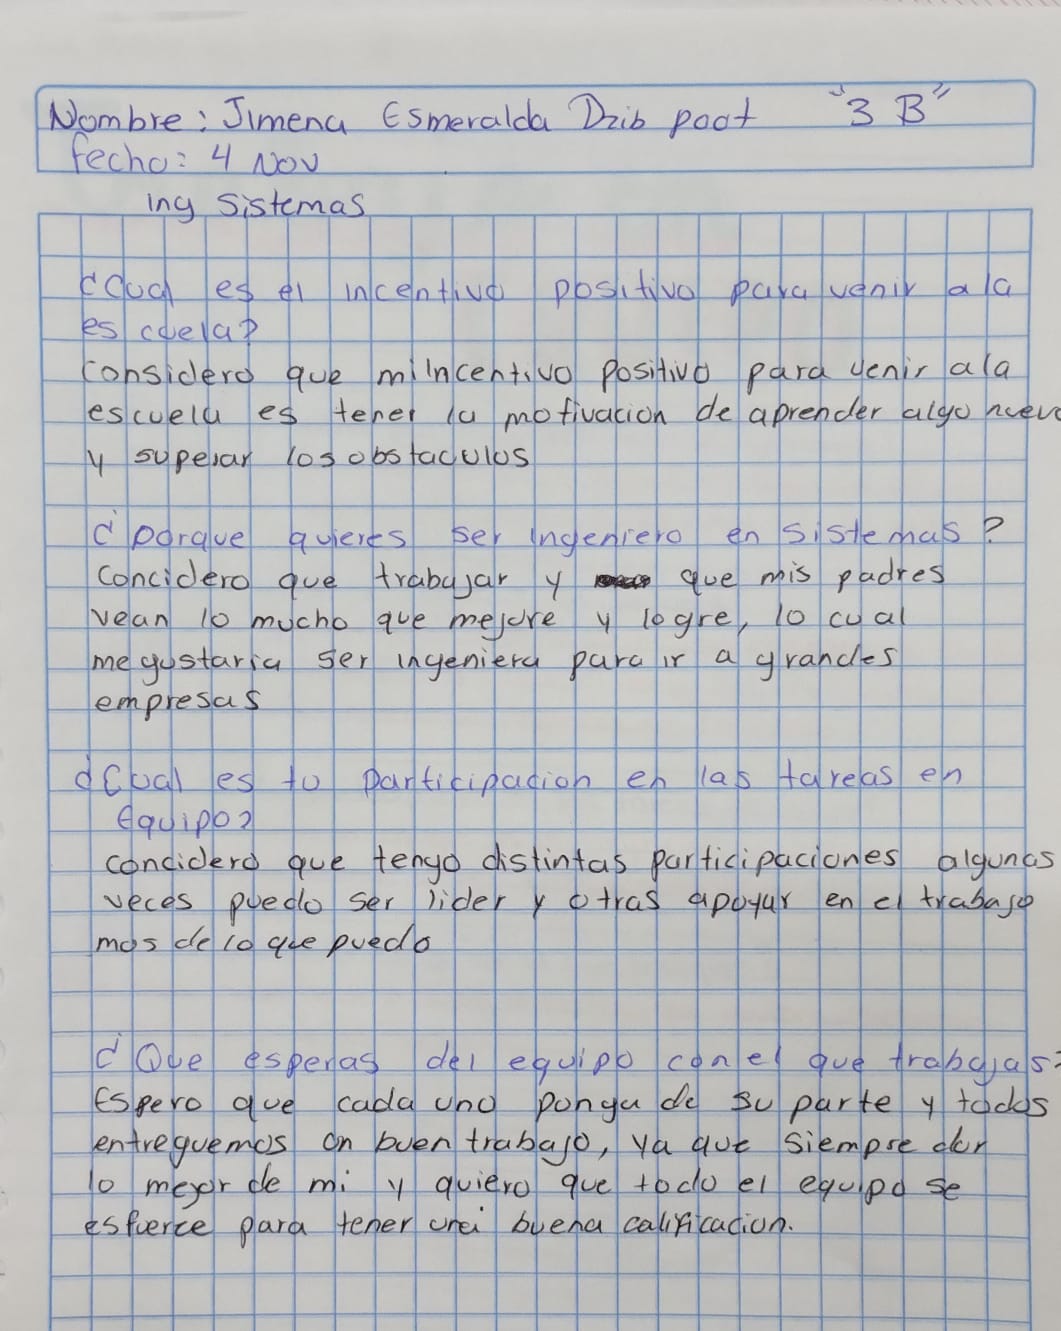 Nombre: Jimena Esmeralda Dzib poot "3 B"
fecha: 4 Nov
ing sistemas
¿Cual es el incentivo positivo para venir ala
escuela?
Considero que mi incentivo positivo para venir ala
escuela es tener la motivacion de aprender algo nuevo
y superar los obstaculos
¿porque quieres ser ingeniero en sistemas?
Concidero que trabajar y que mis padres
vean lo mucho que mejore y logre, lo cual
me gustaria ser ingeniera para ir a grandes
empresas
¿Cual es tu participacion en las tareas en
equipo?
concidero que tengo distintas participaciones algunas
veces puedo ser lider y otras apoyar en el trabajo
mas de lo que puedo
¿Que esperas del equipo con el que trabajas?
Espero que cada uno ponga de su parte y todos
entreguemos un buen trabajo, ya que siempre dor
lo mejor de mi y quiero que todo el equipo se
esfuerce para tener una buena calificacion.